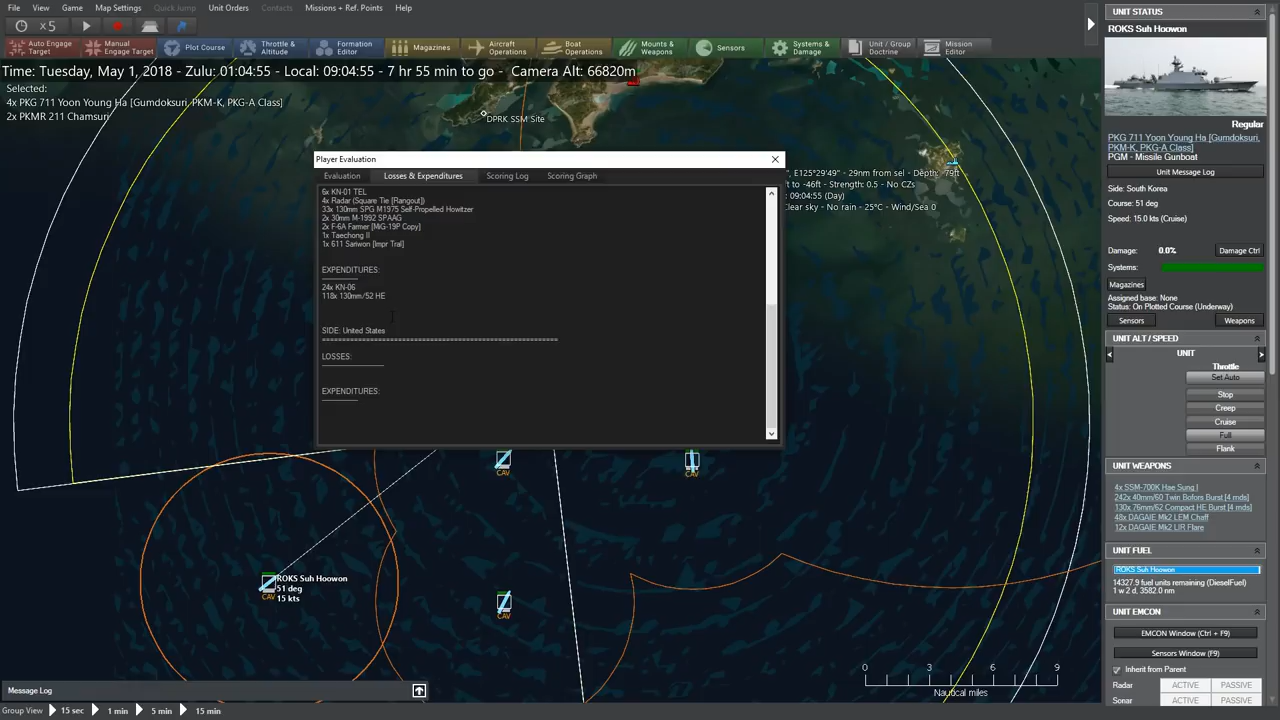 File View Game Map Settings Quick Jump Unit Orders Contacts Missions + Ref. Points Help
×5
Auto Engage Target Manual Engage Target Plot Course Throttle & Altitude Formation Editor Magazines Aircraft Operations Boat Operations Mounts & Weapons Sensors Systems & Damage Unit / Group Doctrine Mission Editor
Time: Tuesday, May 1, 2018 - Zulu: 01:04:55 - Local: 09:04:55 - 7 hr 55 min to go - Camera Alt: 66820m
Selected:
4x PKG 711 Yoon Young Ha [Gumdoksuri, PKM-K, PKG-A Class]
2x PKMR 211 Chamsuri
DPRK SSM Site
Player Evaluation
Evaluation Losses & Expenditures Scoring Log Scoring Graph
6x KN-01 TEL
4x Radar (Square Tie [Rangout])
33x 130mm SPG M1975 Self-Propelled Howitzer
2x 30mm M-1992 SPAAG
2x F-6A Farmer [MiG-19P Copy]
1x Taechong II
1x 611 Sariwon [Impr Tral]
EXPENDITURES:
24x KN-06
118x 130mm/52 HE
SIDE: United States
LOSSES:
EXPENDITURES:
", E125°29'49" - 29nm from sel - Depth: -79ft
ft to -46ft - Strength: 0.5 - No CZs
09:04:55 (Day)
lear sky - No rain - 25°C - Wind/Sea 0
CAV
CAV
ROKS Suh Hoowon
51 deg
15 kts
CAV
CAV
0 3 6 9
Nautical miles
Message Log
Group View 15 sec 1 min 5 min 15 min
UNIT STATUS
ROKS Suh Hoowon
Regular
PKG 711 Yoon Young Ha [Gumdoksuri,
PKM-K, PKG-A Class]
PGM - Missile Gunboat
Unit Message Log
Side: South Korea
Course: 51 deg
Speed: 15.0 kts (Cruise)
Damage: 0.0% Damage Ctrl
Systems:
Magazines
Assigned base: None
Status: On Plotted Course (Underway)
Sensors Weapons
UNIT ALT / SPEED
UNIT
Throttle
Set Auto
Stop
Creep
Cruise
Full
Flank
UNIT WEAPONS
4x SSM-700K Hae Sung I
242x 40mm/60 Twin Bofors Burst [4 rnds]
130x 76mm/62 Compact HE Burst [4 rnds]
48x DAGAIE Mk2 LEM Chaff
12x DAGAIE Mk2 LIR Flare
UNIT FUEL
ROKS Suh Hoowon
14327.9 fuel units remaining (DieselFuel)
1 w 2 d, 3582.0 nm
UNIT EMCON
EMCON Window (Ctrl + F9)
Sensors Window (F9)
Inherit from Parent
Radar ACTIVE PASSIVE
Sonar ACTIVE PASSIVE